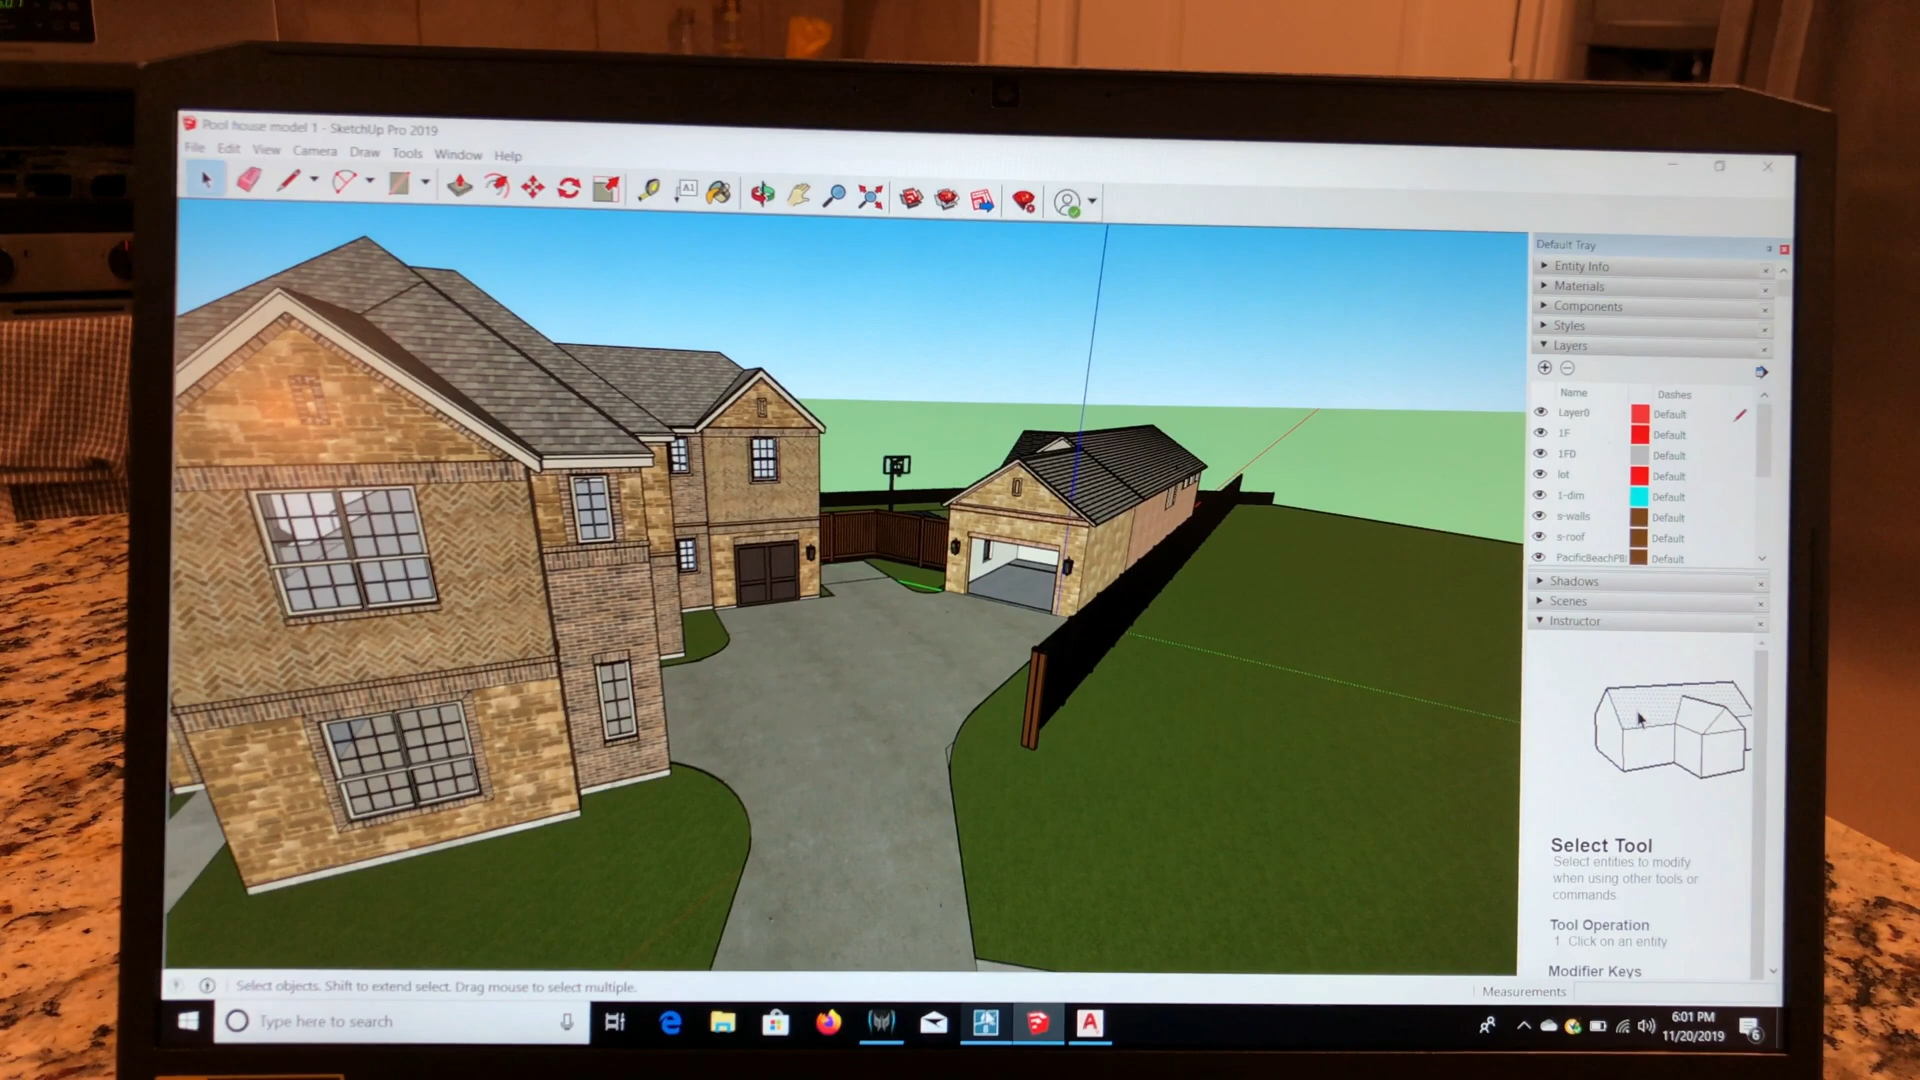 Pool house model 1 - SketchUp Pro 2019
File Edit View Camera Draw Tools Window Help
A1
Default Tray
Entity Info
Materials
Components
Styles
Layers
Name Dashes
Layer0 Default
1F Default
1FD Default
lot Default
1-dim Default
s-walls Default
s-roof Default
PacificBeachPB Default
Shadows
Scenes
Instructor
Select Tool
Select entities to modify
when using other tools or
commands.
Tool Operation
1 Click on an entity
Modifier Keys
Select objects. Shift to extend select. Drag mouse to select multiple.
Measurements
Type here to search
A
6:01 PM
11/20/2019
6